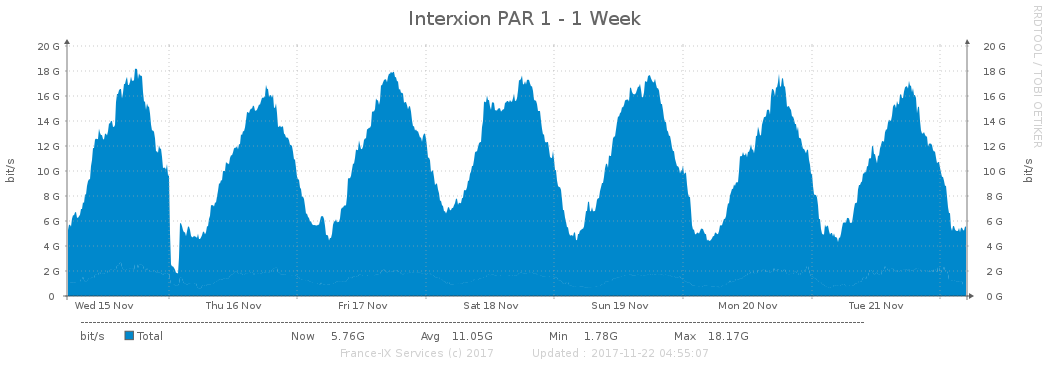 Interxion PAR 1 - 1 Week
RRDTOOL / TOBI OETIKER
20 G 20 G
18 G 18 G
16 G 16 G
14 G 14 G
12 G 12 G
10 G 10 G
8 G 8 G
6 G 6 G
4 G 4 G
2 G 2 G
0 0 G
bit/s bit/s
Wed 15 Nov Thu 16 Nov Fri 17 Nov Sat 18 Nov Sun 19 Nov Mon 20 Nov Tue 21 Nov
bit/s Total Now 5.76G Avg 11.05G Min 1.78G Max 18.17G
France-IX Services (c) 2017 Updated : 2017-11-22 04:55:07